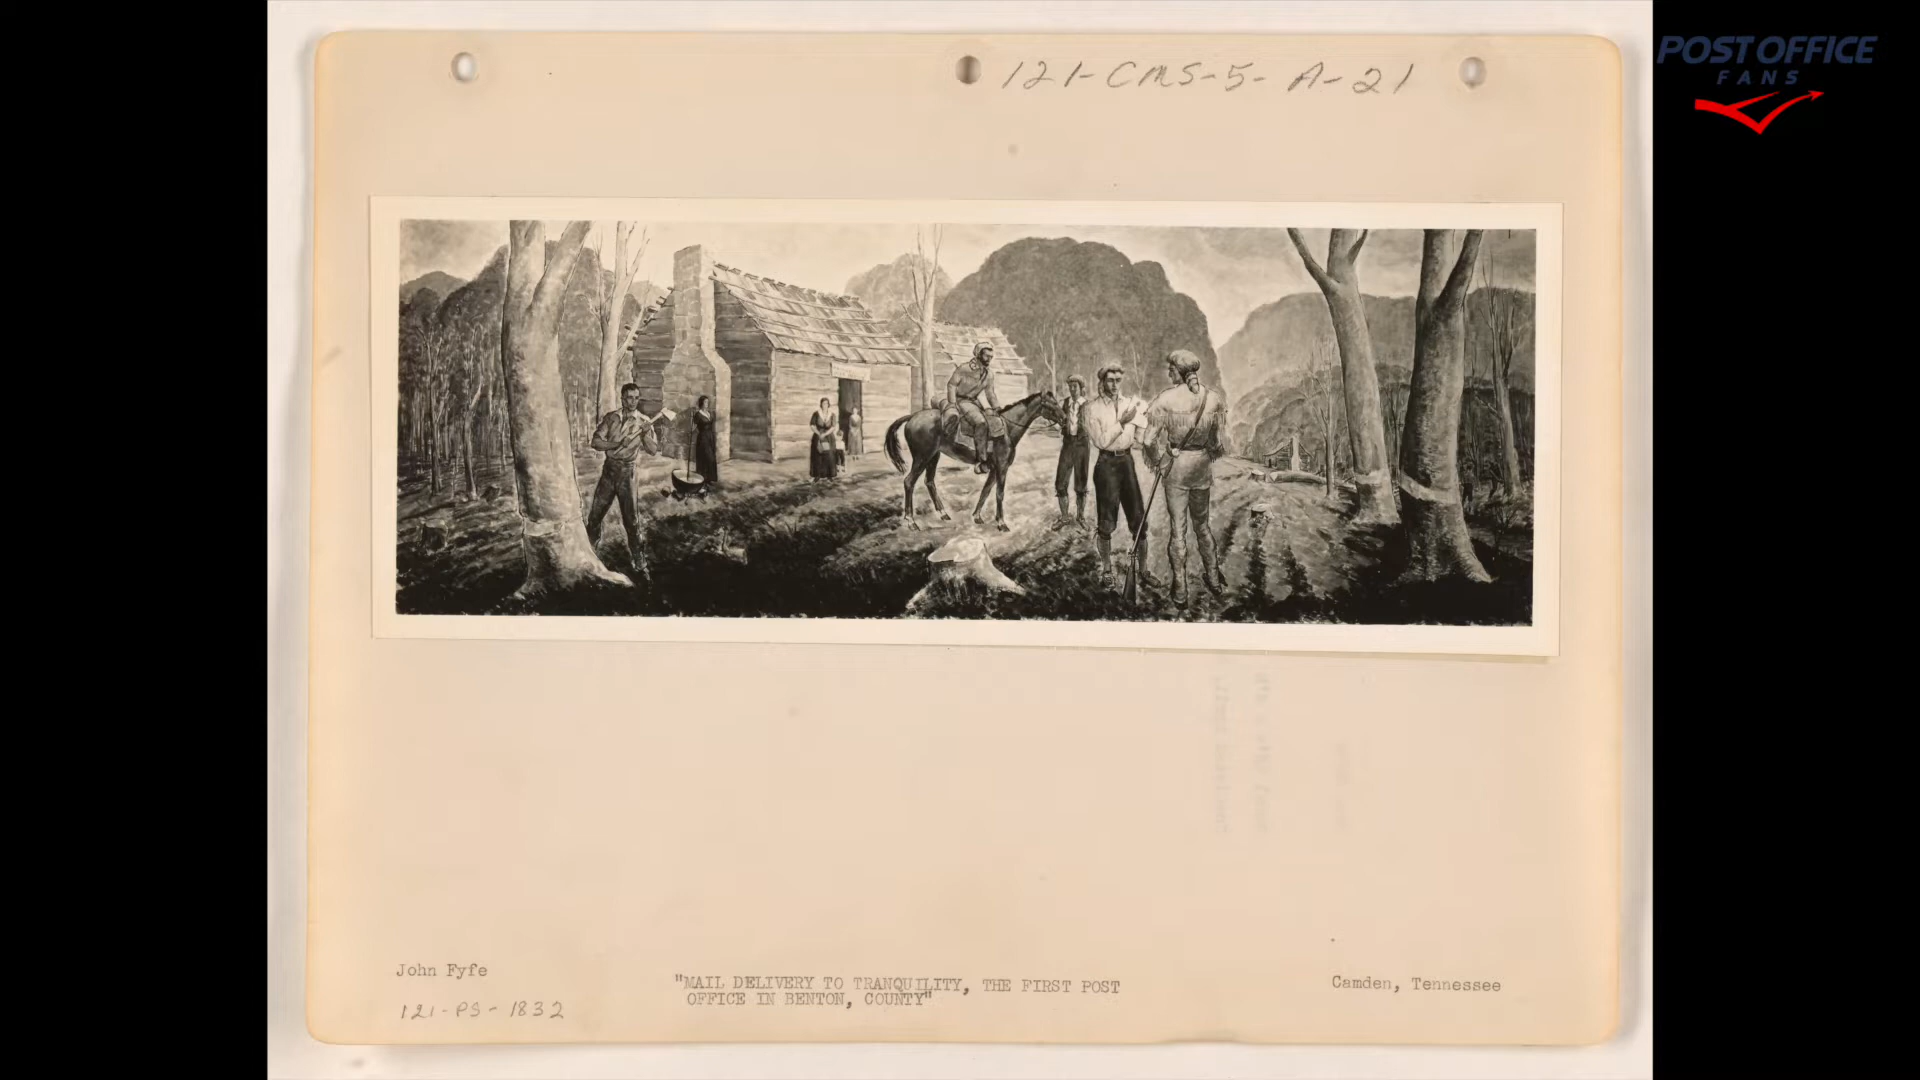 POST OFFICE
FANS
121-CMS-5-A-21
John Fyfe
"MAIL DELIVERY TO TRANQUILITY, THE FIRST POST
OFFICE IN BENTON, COUNTY"
Camden, Tennessee
121-PS-1832